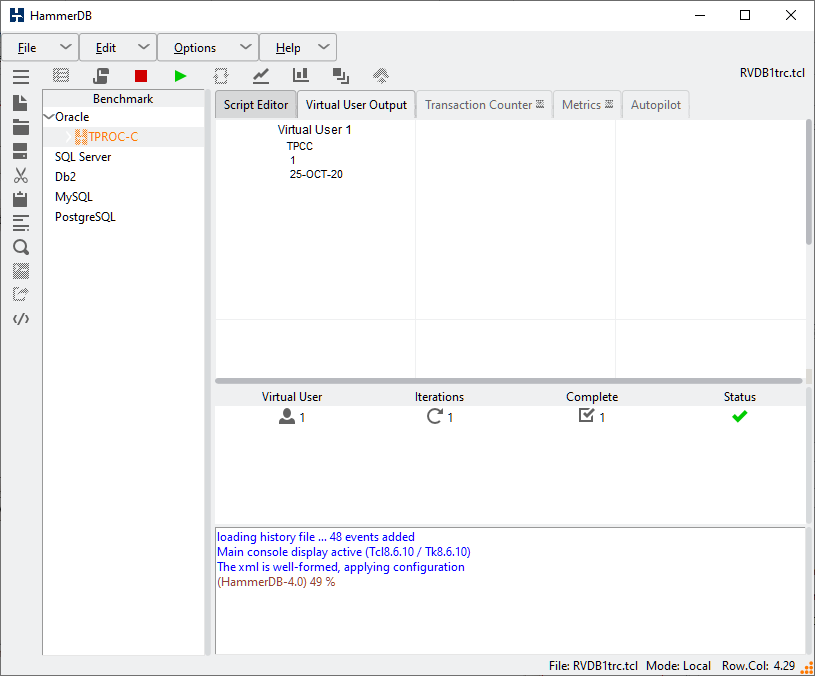 HammerDB
File Edit Options Help
RVDB1trc.tcl
Benchmark
Oracle
TPROC-C
SQL Server
Db2
MySQL
PostgreSQL
Script Editor Virtual User Output Transaction Counter Metrics Autopilot
Virtual User 1
TPCC
1
25-OCT-20
Virtual User Iterations Complete Status
1 1 1
loading history file ... 48 events added
Main console display active (Tcl8.6.10 / Tk8.6.10)
The xml is well-formed, applying configuration
(HammerDB-4.0) 49 %
File: RVDB1trc.tcl Mode: Local Row.Col: 4.29